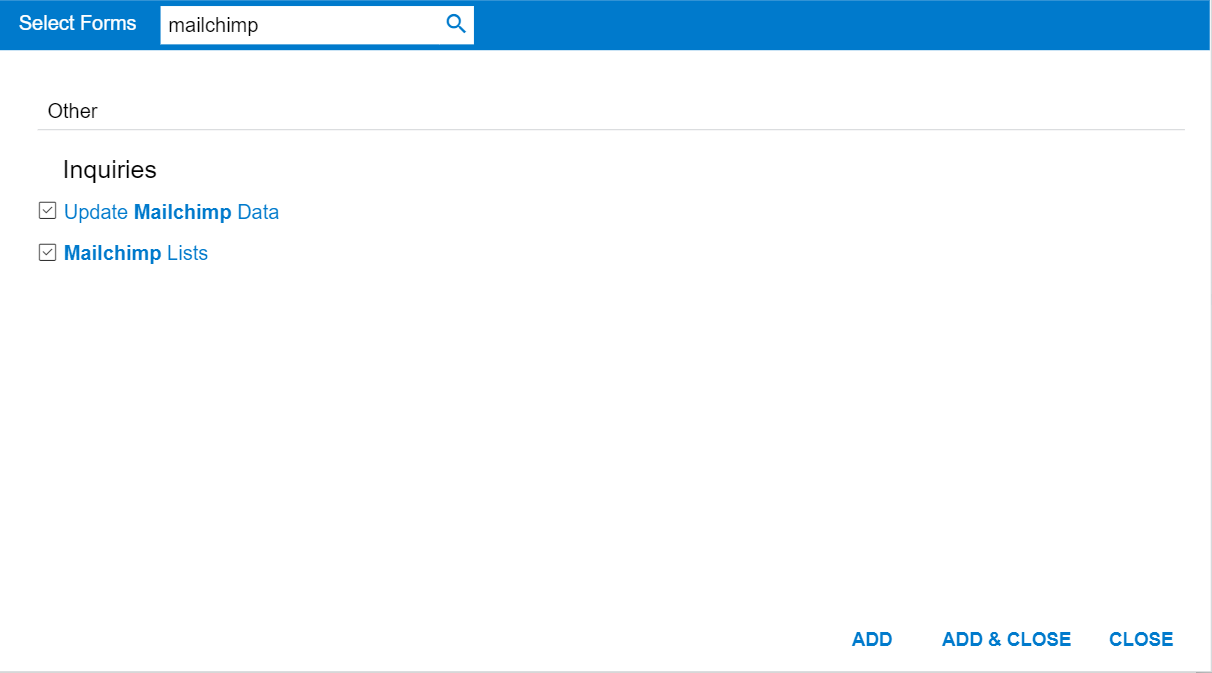 Select Forms mailchimp
Other
Inquiries
Update Mailchimp Data
Mailchimp Lists
ADD ADD & CLOSE CLOSE